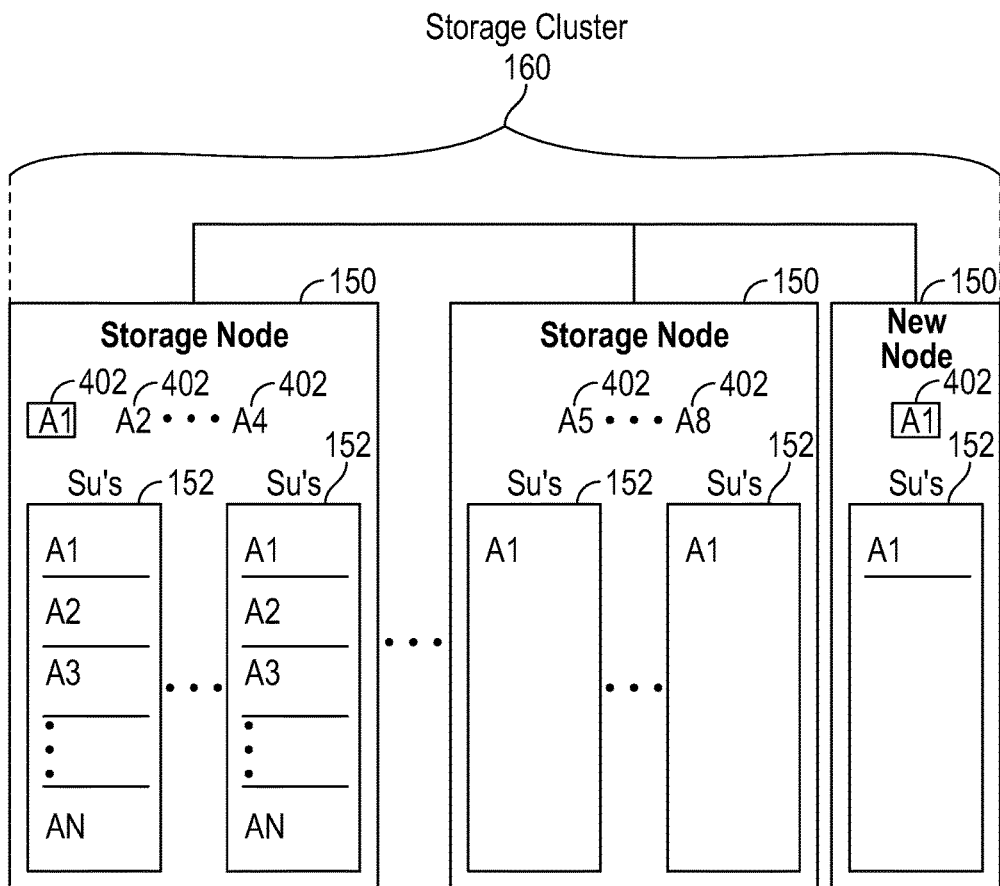 Storage Cluster
160
150
150
150
Storage Node
Storage Node
New
Node
402
402
402
402
402
402
A1
A2
• • •
A4
A5
• • •
A8
A1
Su's
152
Su's
152
Su's
152
Su's
152
Su's
152
A1
A1
A1
A1
A1
A2
A2
• • •
A3
A3
• • •
• • •
AN
AN